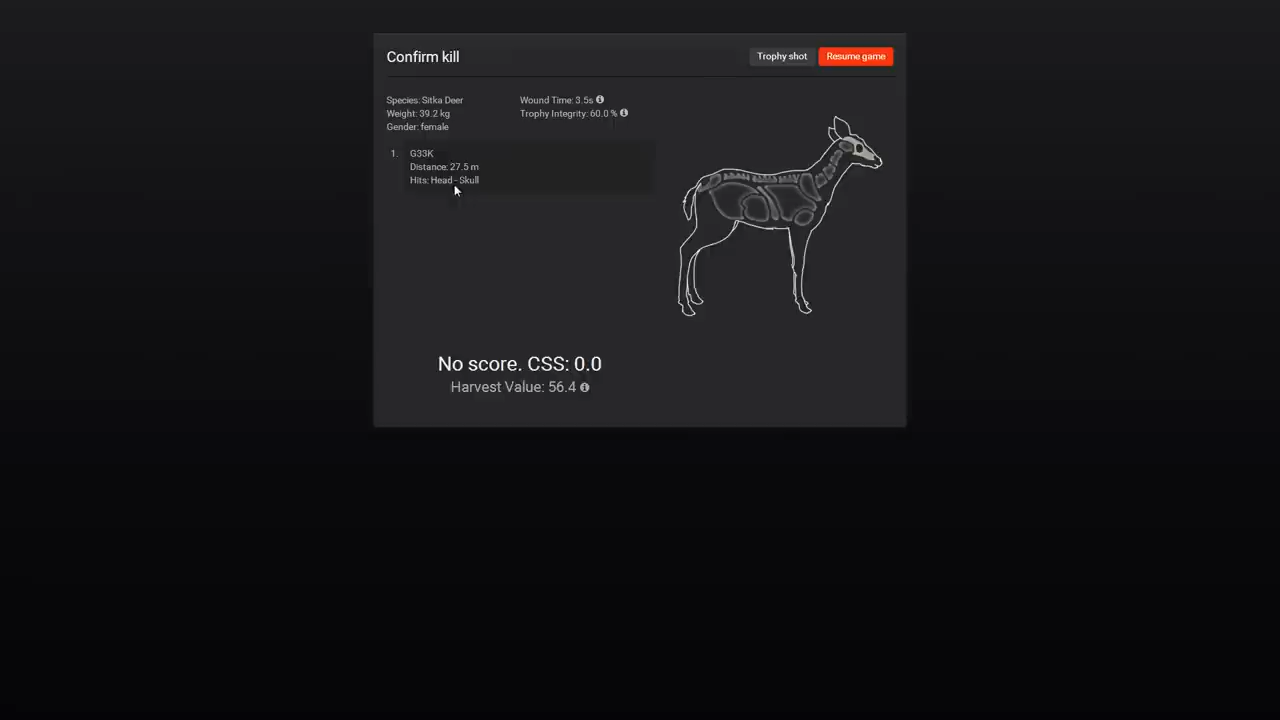 Confirm kill
Trophy shot
Resume game
Species: Sitka Deer
Weight: 39.2 kg
Gender: female
Wound Time: 3.5s
Trophy Integrity: 60.0 %
1. G33K
Distance: 27.5 m
Hits: Head - Skull
No score. CSS: 0.0
Harvest Value: 56.4